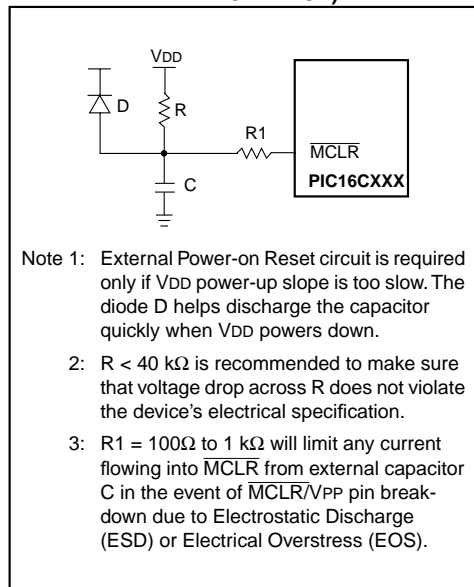 VDD
D
R
R1
MCLR
C
PIC16CXXX
Note 1: External Power-on Reset circuit is required
only if VDD power-up slope is too slow. The
diode D helps discharge the capacitor
quickly when VDD powers down.
2: R < 40 kΩ is recommended to make sure
that voltage drop across R does not violate
the device's electrical specification.
3: R1 = 100Ω to 1 kΩ will limit any current
flowing into MCLR from external capacitor
C in the event of MCLR/VPP pin break-
down due to Electrostatic Discharge
(ESD) or Electrical Overstress (EOS).